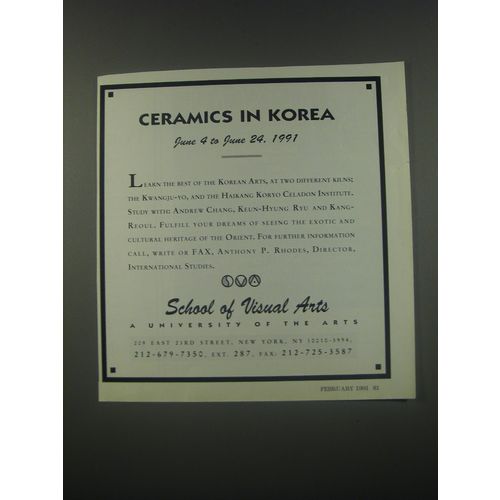 CERAMICS IN KOREA
June 4 to June 24, 1991
LEARN THE BEST OF THE KOREAN ARTS, AT TWO DIFFERENT KILNS;
THE KWANGJU-YO, AND THE HAIKANG KORYO CELADON INSTITUTE.
STUDY WITH: ANDREW CHANG, KEUN-HYUNG RYU AND KANG-
REOUL. FULFILL YOUR DREAMS OF SEEING THE EXOTIC AND
CULTURAL HERITAGE OF THE ORIENT. FOR FURTHER INFORMATION
CALL, WRITE OR FAX, ANTHONY P. RHODES, DIRECTOR,
INTERNATIONAL STUDIES.
SVA
School of Visual Arts
A UNIVERSITY OF THE ARTS
209 EAST 23RD STREET, NEW YORK, NY 10010-3994,
212-679-7350, EXT. 287, FAX: 212-725-3587
FEBRUARY 1991 81